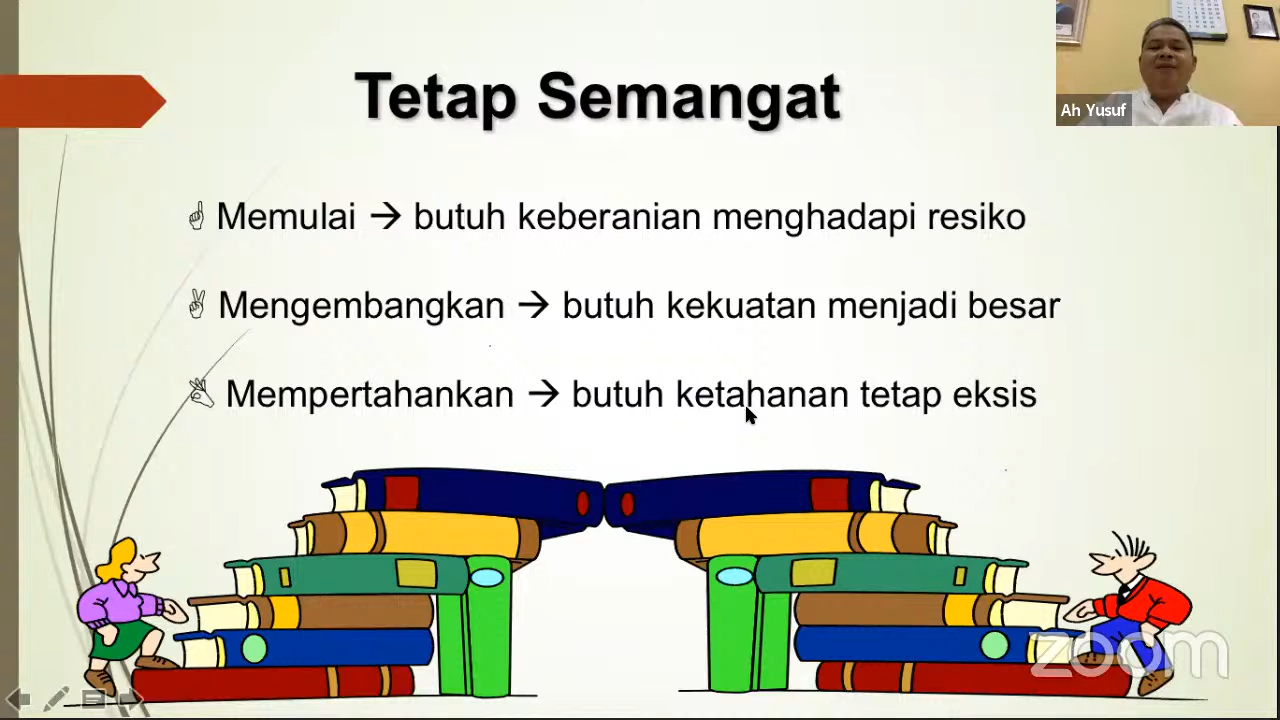 Tetap Semangat
Ah Yusuf
☝ Memulai → butuh keberanian menghadapi resiko
✌ Mengembangkan → butuh kekuatan menjadi besar
👌 Mempertahankan → butuh ketahanan tetap eksis
zoom